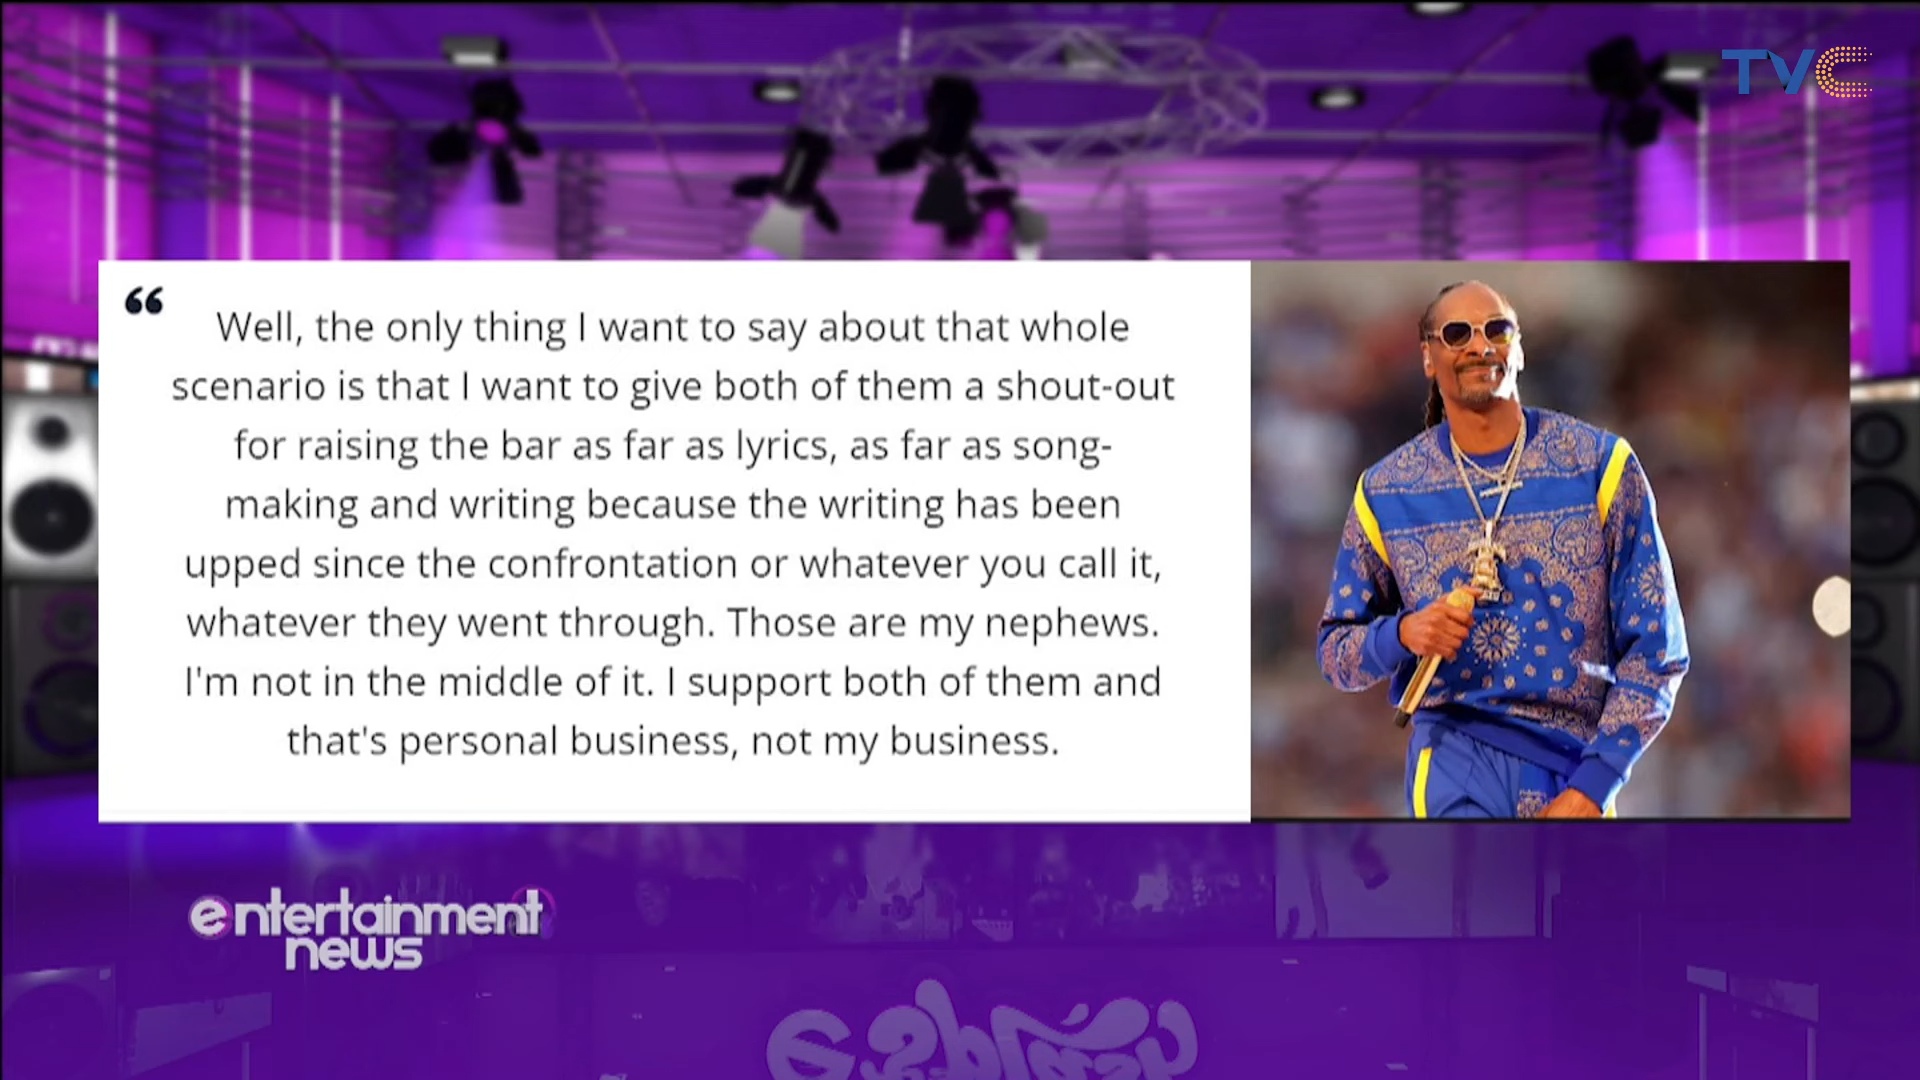 TVC
“
Well, the only thing I want to say about that whole
scenario is that I want to give both of them a shout-out
for raising the bar as far as lyrics, as far as song-
making and writing because the writing has been
upped since the confrontation or whatever you call it,
whatever they went through. Those are my nephews.
I'm not in the middle of it. I support both of them and
that's personal business, not my business.
entertainment
news